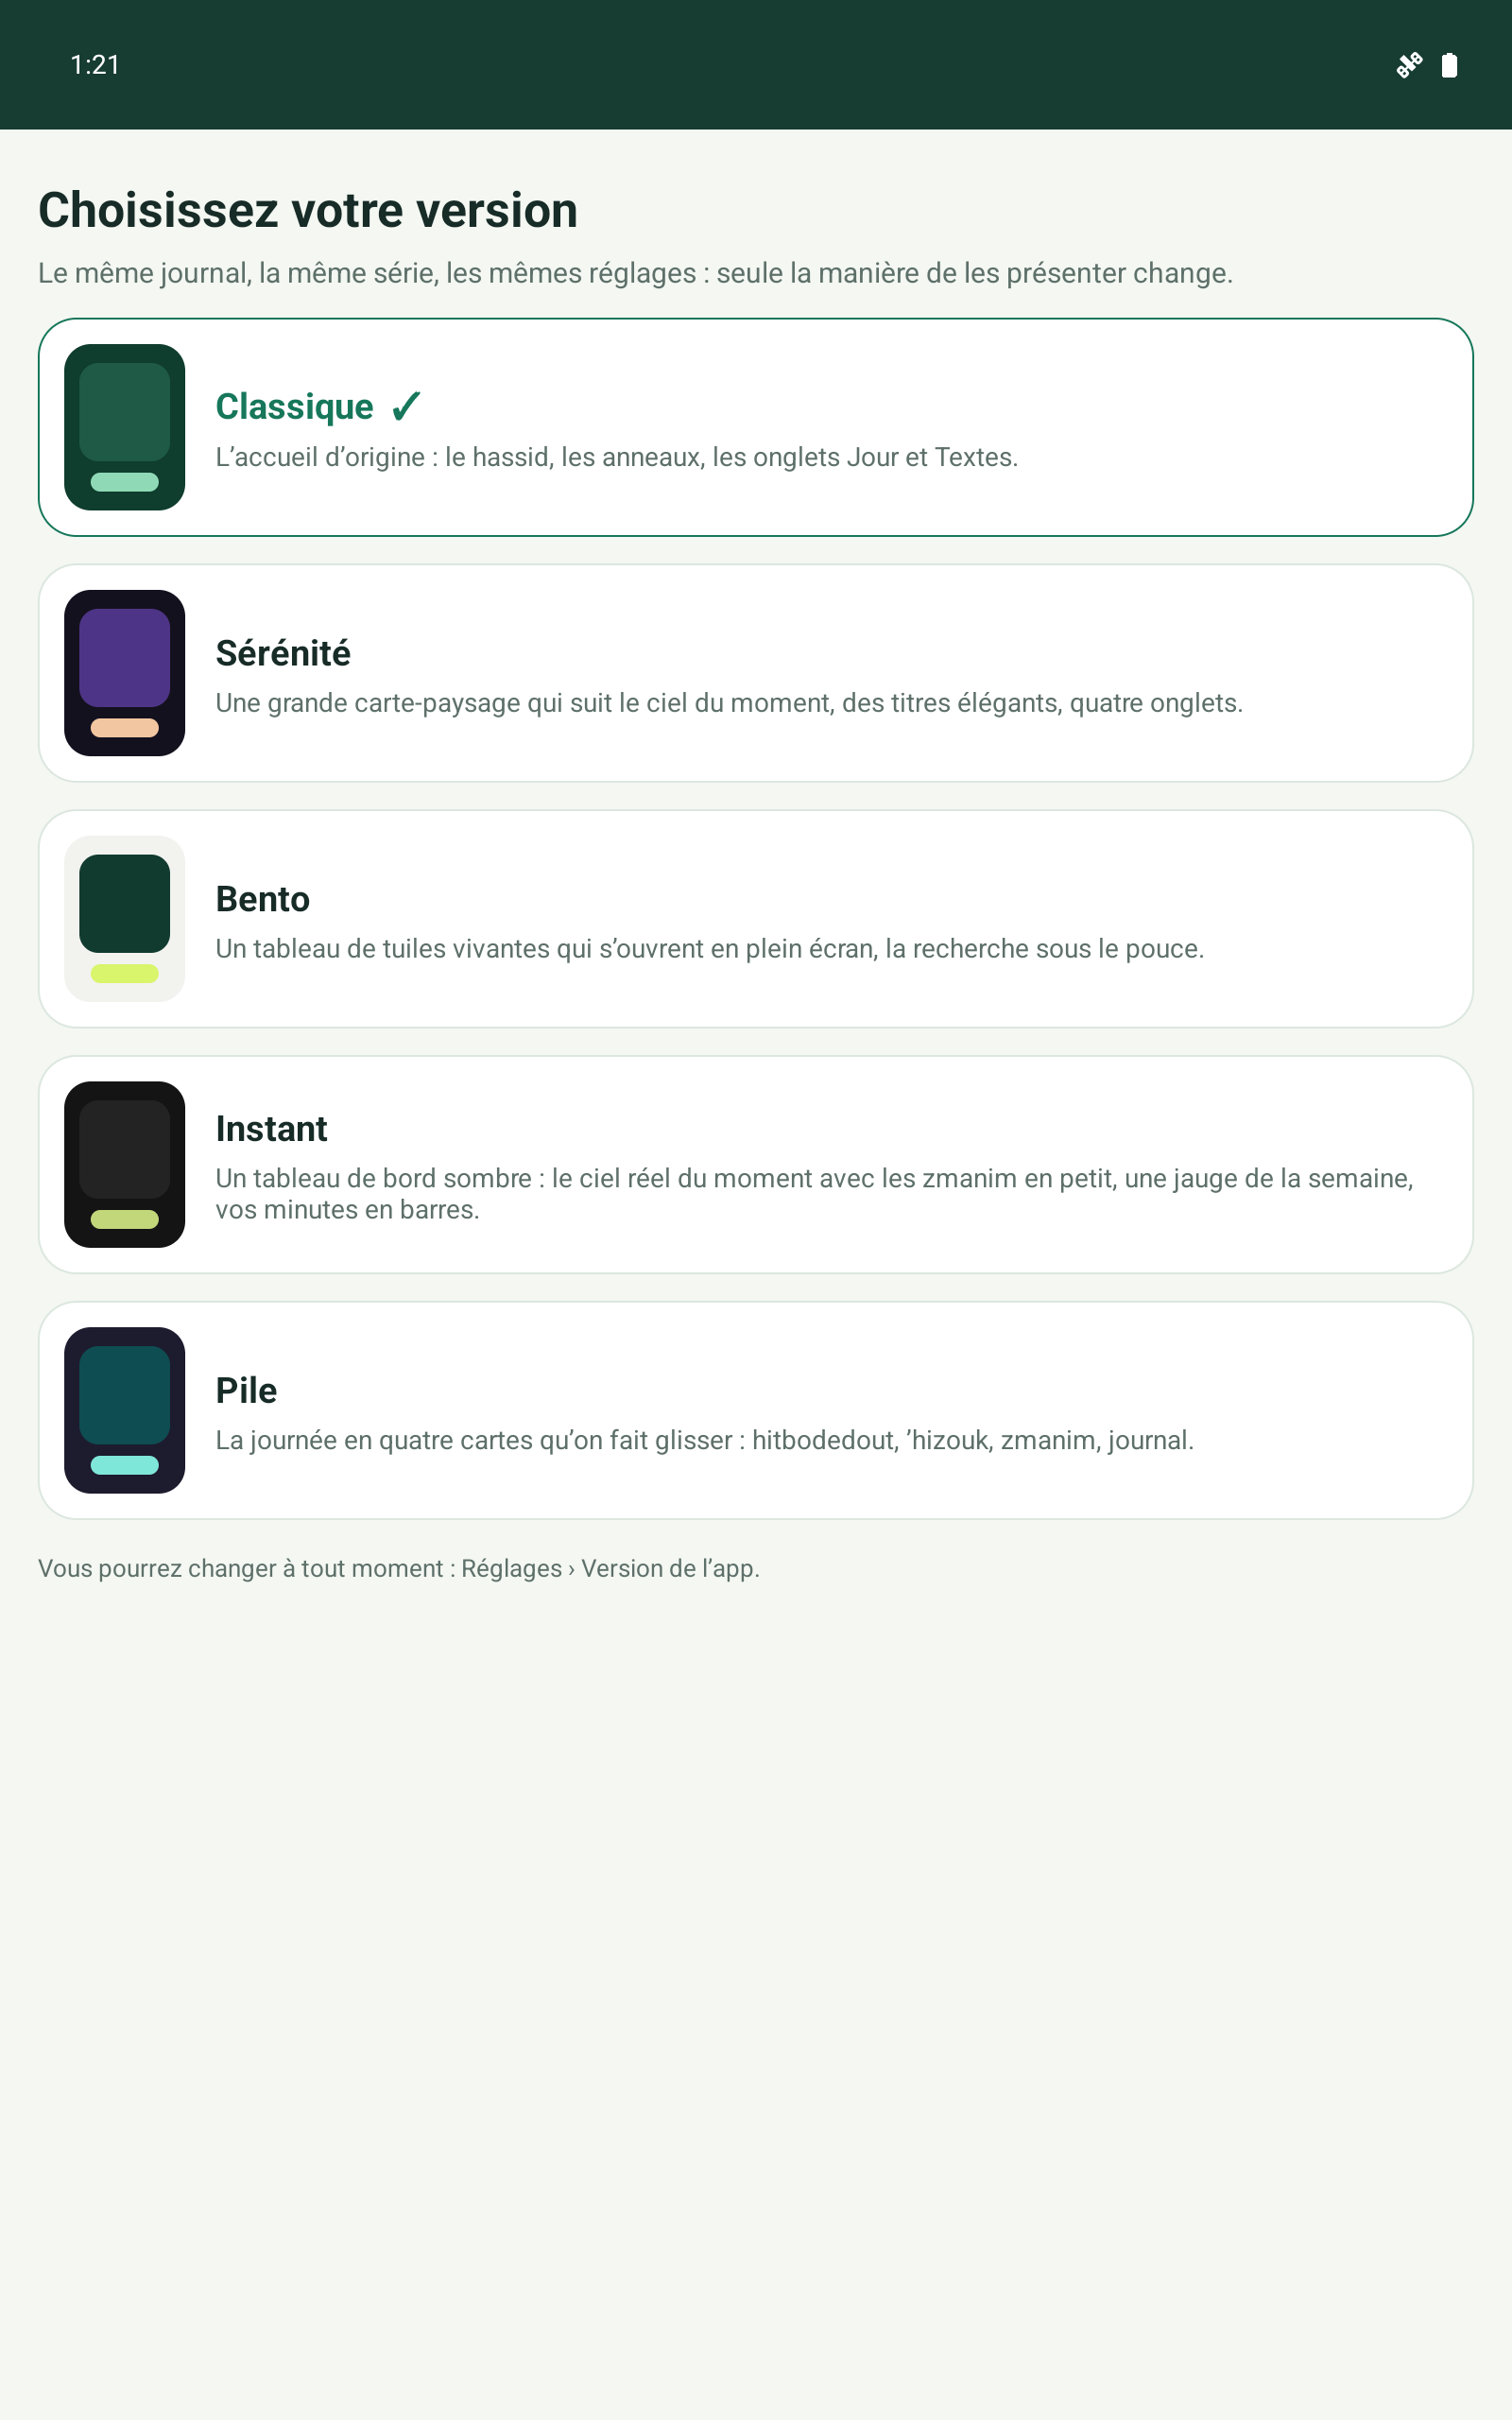 1:21
Choisissez votre version
Le même journal, la même série, les mêmes réglages : seule la manière de les présenter change.
Classique ✓
L’accueil d’origine : le hassid, les anneaux, les onglets Jour et Textes.
Sérénité
Une grande carte-paysage qui suit le ciel du moment, des titres élégants, quatre onglets.
Bento
Un tableau de tuiles vivantes qui s’ouvrent en plein écran, la recherche sous le pouce.
Instant
Un tableau de bord sombre : le ciel réel du moment avec les zmanim en petit, une jauge de la semaine,
vos minutes en barres.
Pile
La journée en quatre cartes qu’on fait glisser : hitbodedout, ’hizouk, zmanim, journal.
Vous pourrez changer à tout moment : Réglages › Version de l’app.